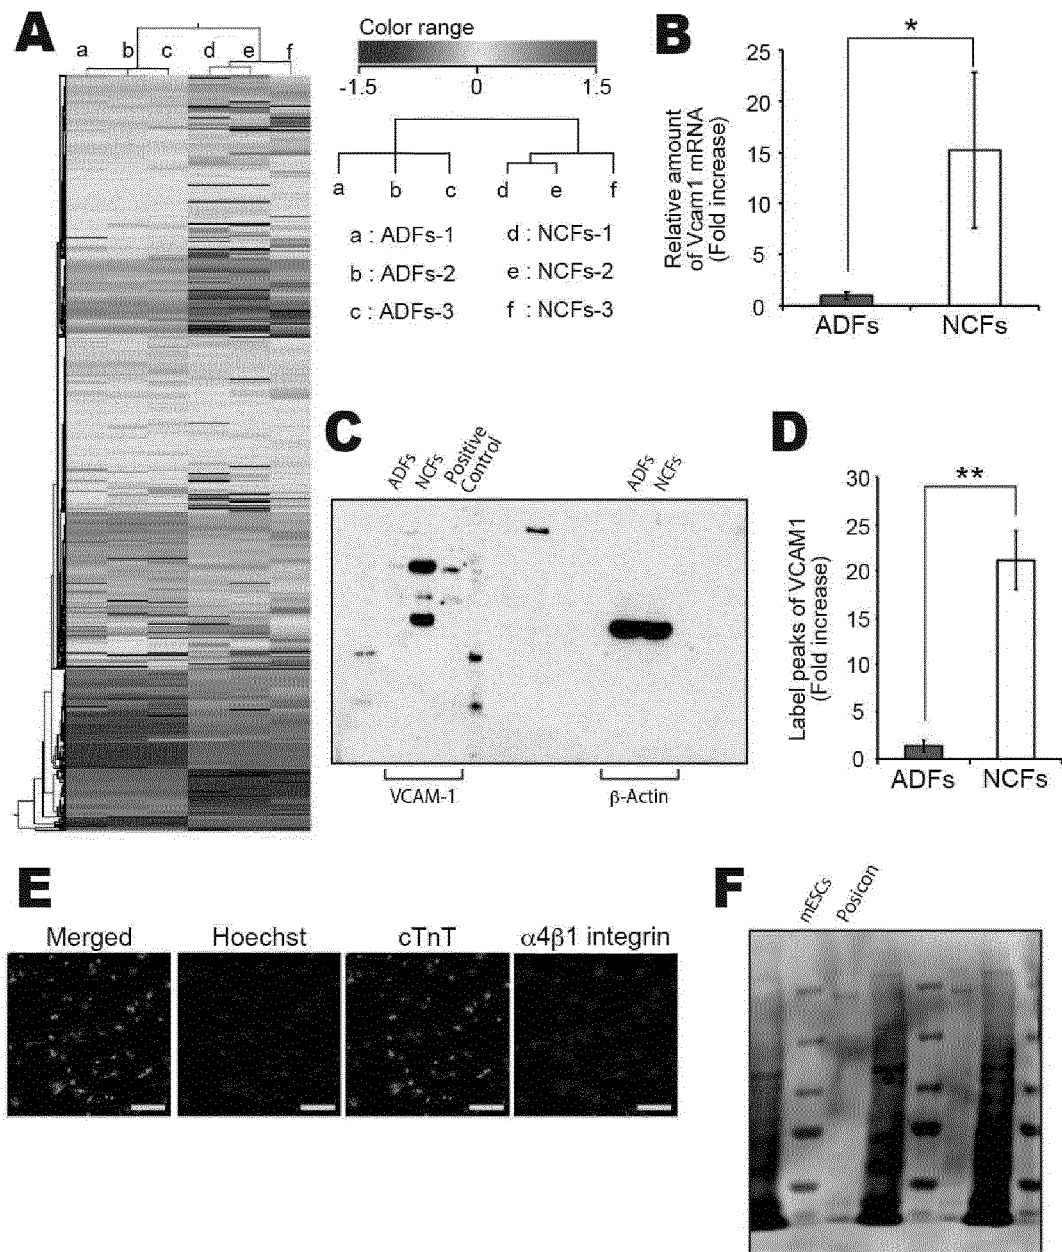 A
a b c d e f
Color range
-1.5 0 1.5
a b c d e f
a : ADFs-1 d : NCFs-1
b : ADFs-2 e : NCFs-2
c : ADFs-3 f : NCFs-3
B
Relative amount
of Vcam1 mRNA
(Fold increase)
25
20
15
10
5
0
*
ADFs NCFs
C
ADFs
NCFs
Positive
Control
ADFs
NCFs
VCAM-1
β-Actin
D
Label peaks of VCAM1
(Fold increase)
30
25
20
15
10
5
0
**
ADFs NCFs
E
Merged Hoechst cTnT α4β1 integrin
F
mESCs
Posicon